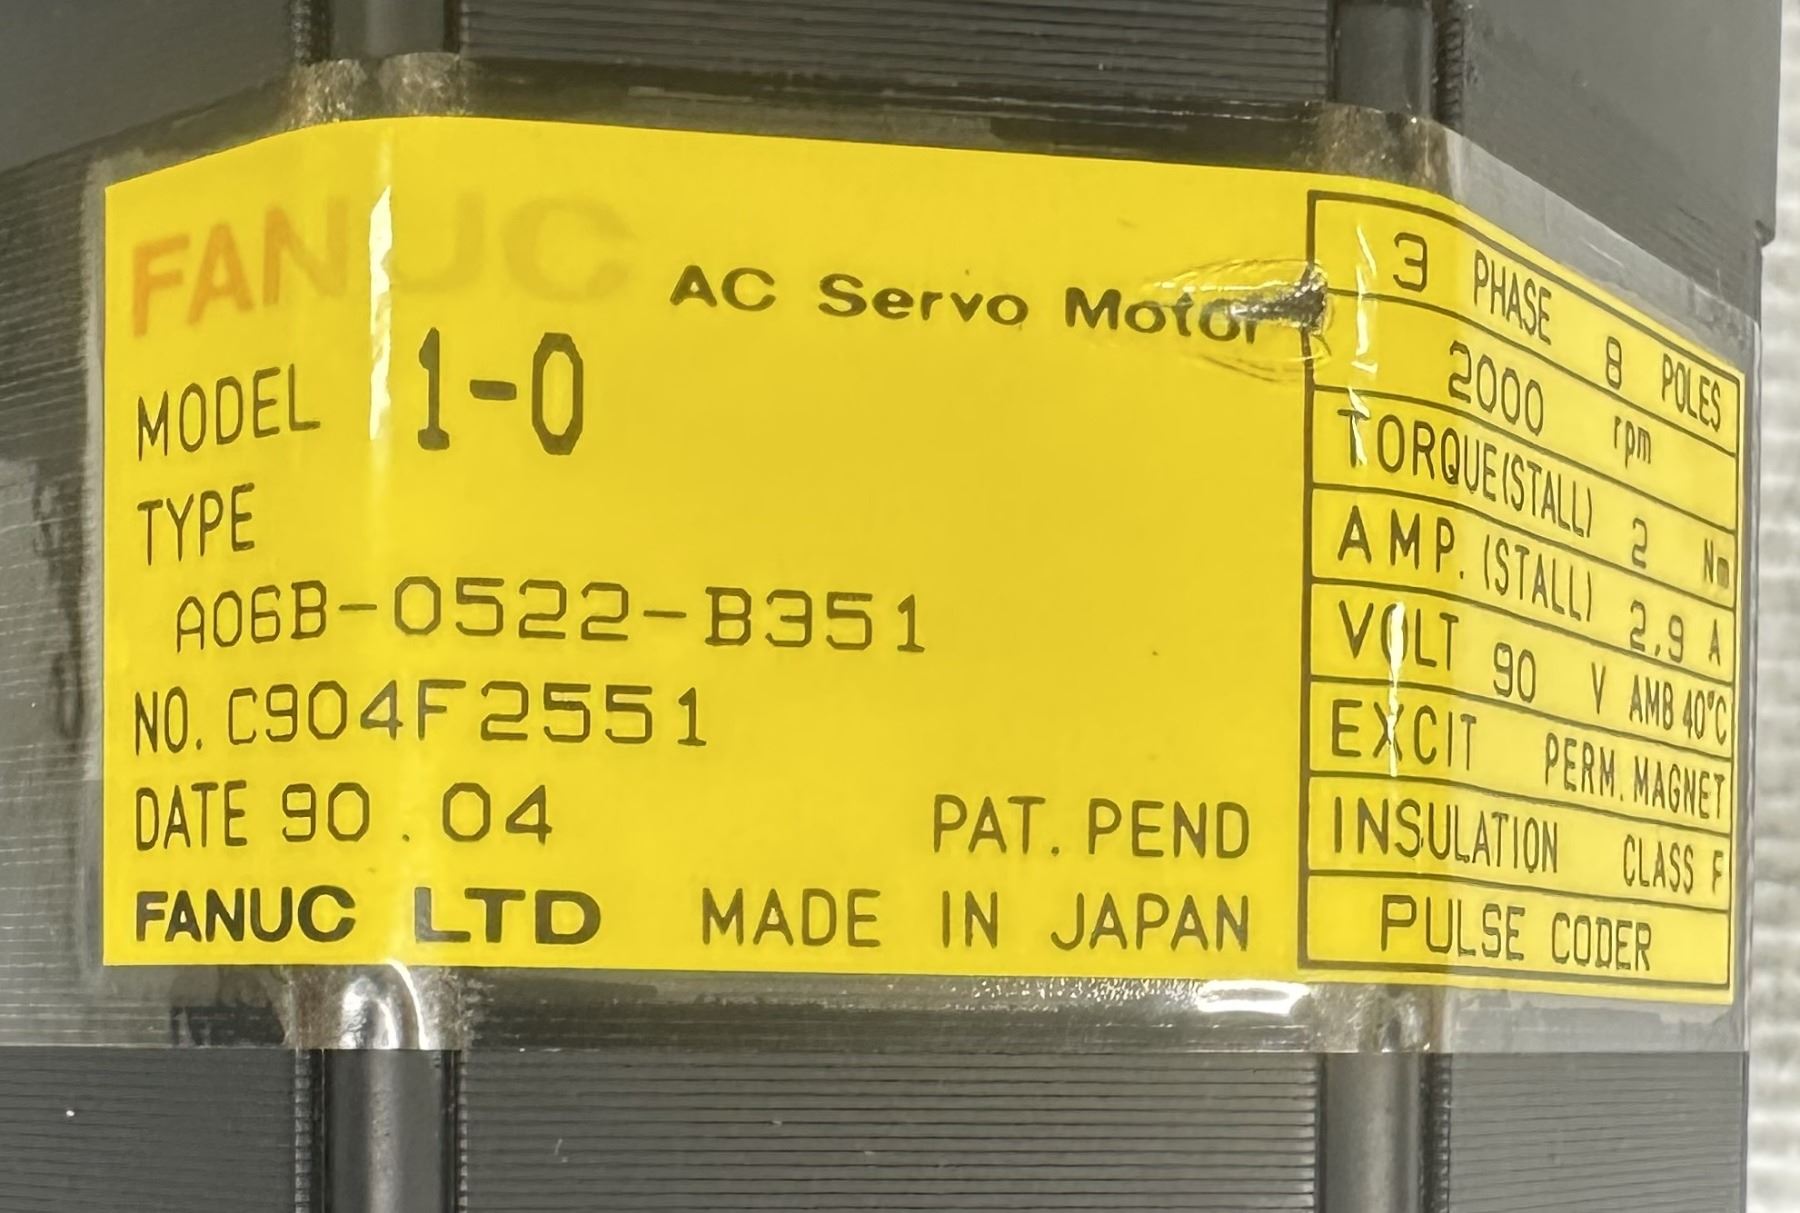 FANUC AC Servo Motor
MODEL 1-0
TYPE
A06B-0522-B351
NO. C904F2551
DATE 90.04 PAT. PEND
FANUC LTD MADE IN JAPAN
3 PHASE 8 POLES
2000 rpm
TORQUE(STALL) 2 Nm
AMP. (STALL) 2.9 A
VOLT 90 V AMB 40°C
EXCIT PERM. MAGNET
INSULATION CLASS F
PULSE CODER